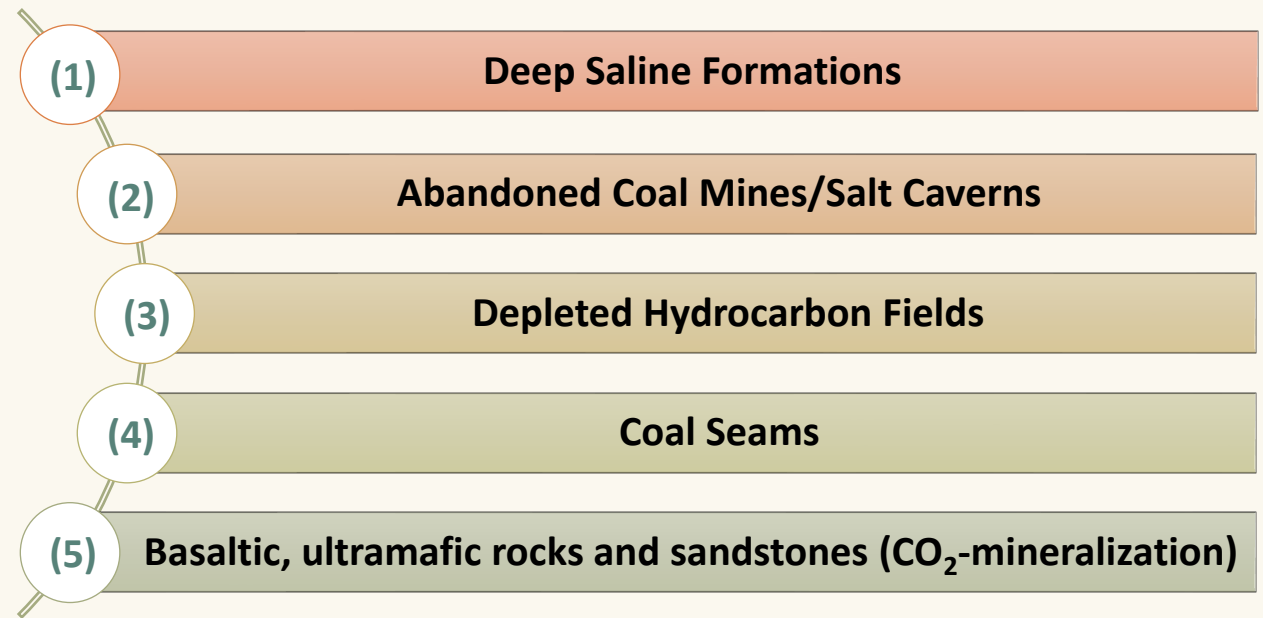 (1) Deep Saline Formations
(2) Abandoned Coal Mines/Salt Caverns
(3) Depleted Hydrocarbon Fields
(4) Coal Seams
(5) Basaltic, ultramafic rocks and sandstones (CO₂-mineralization)